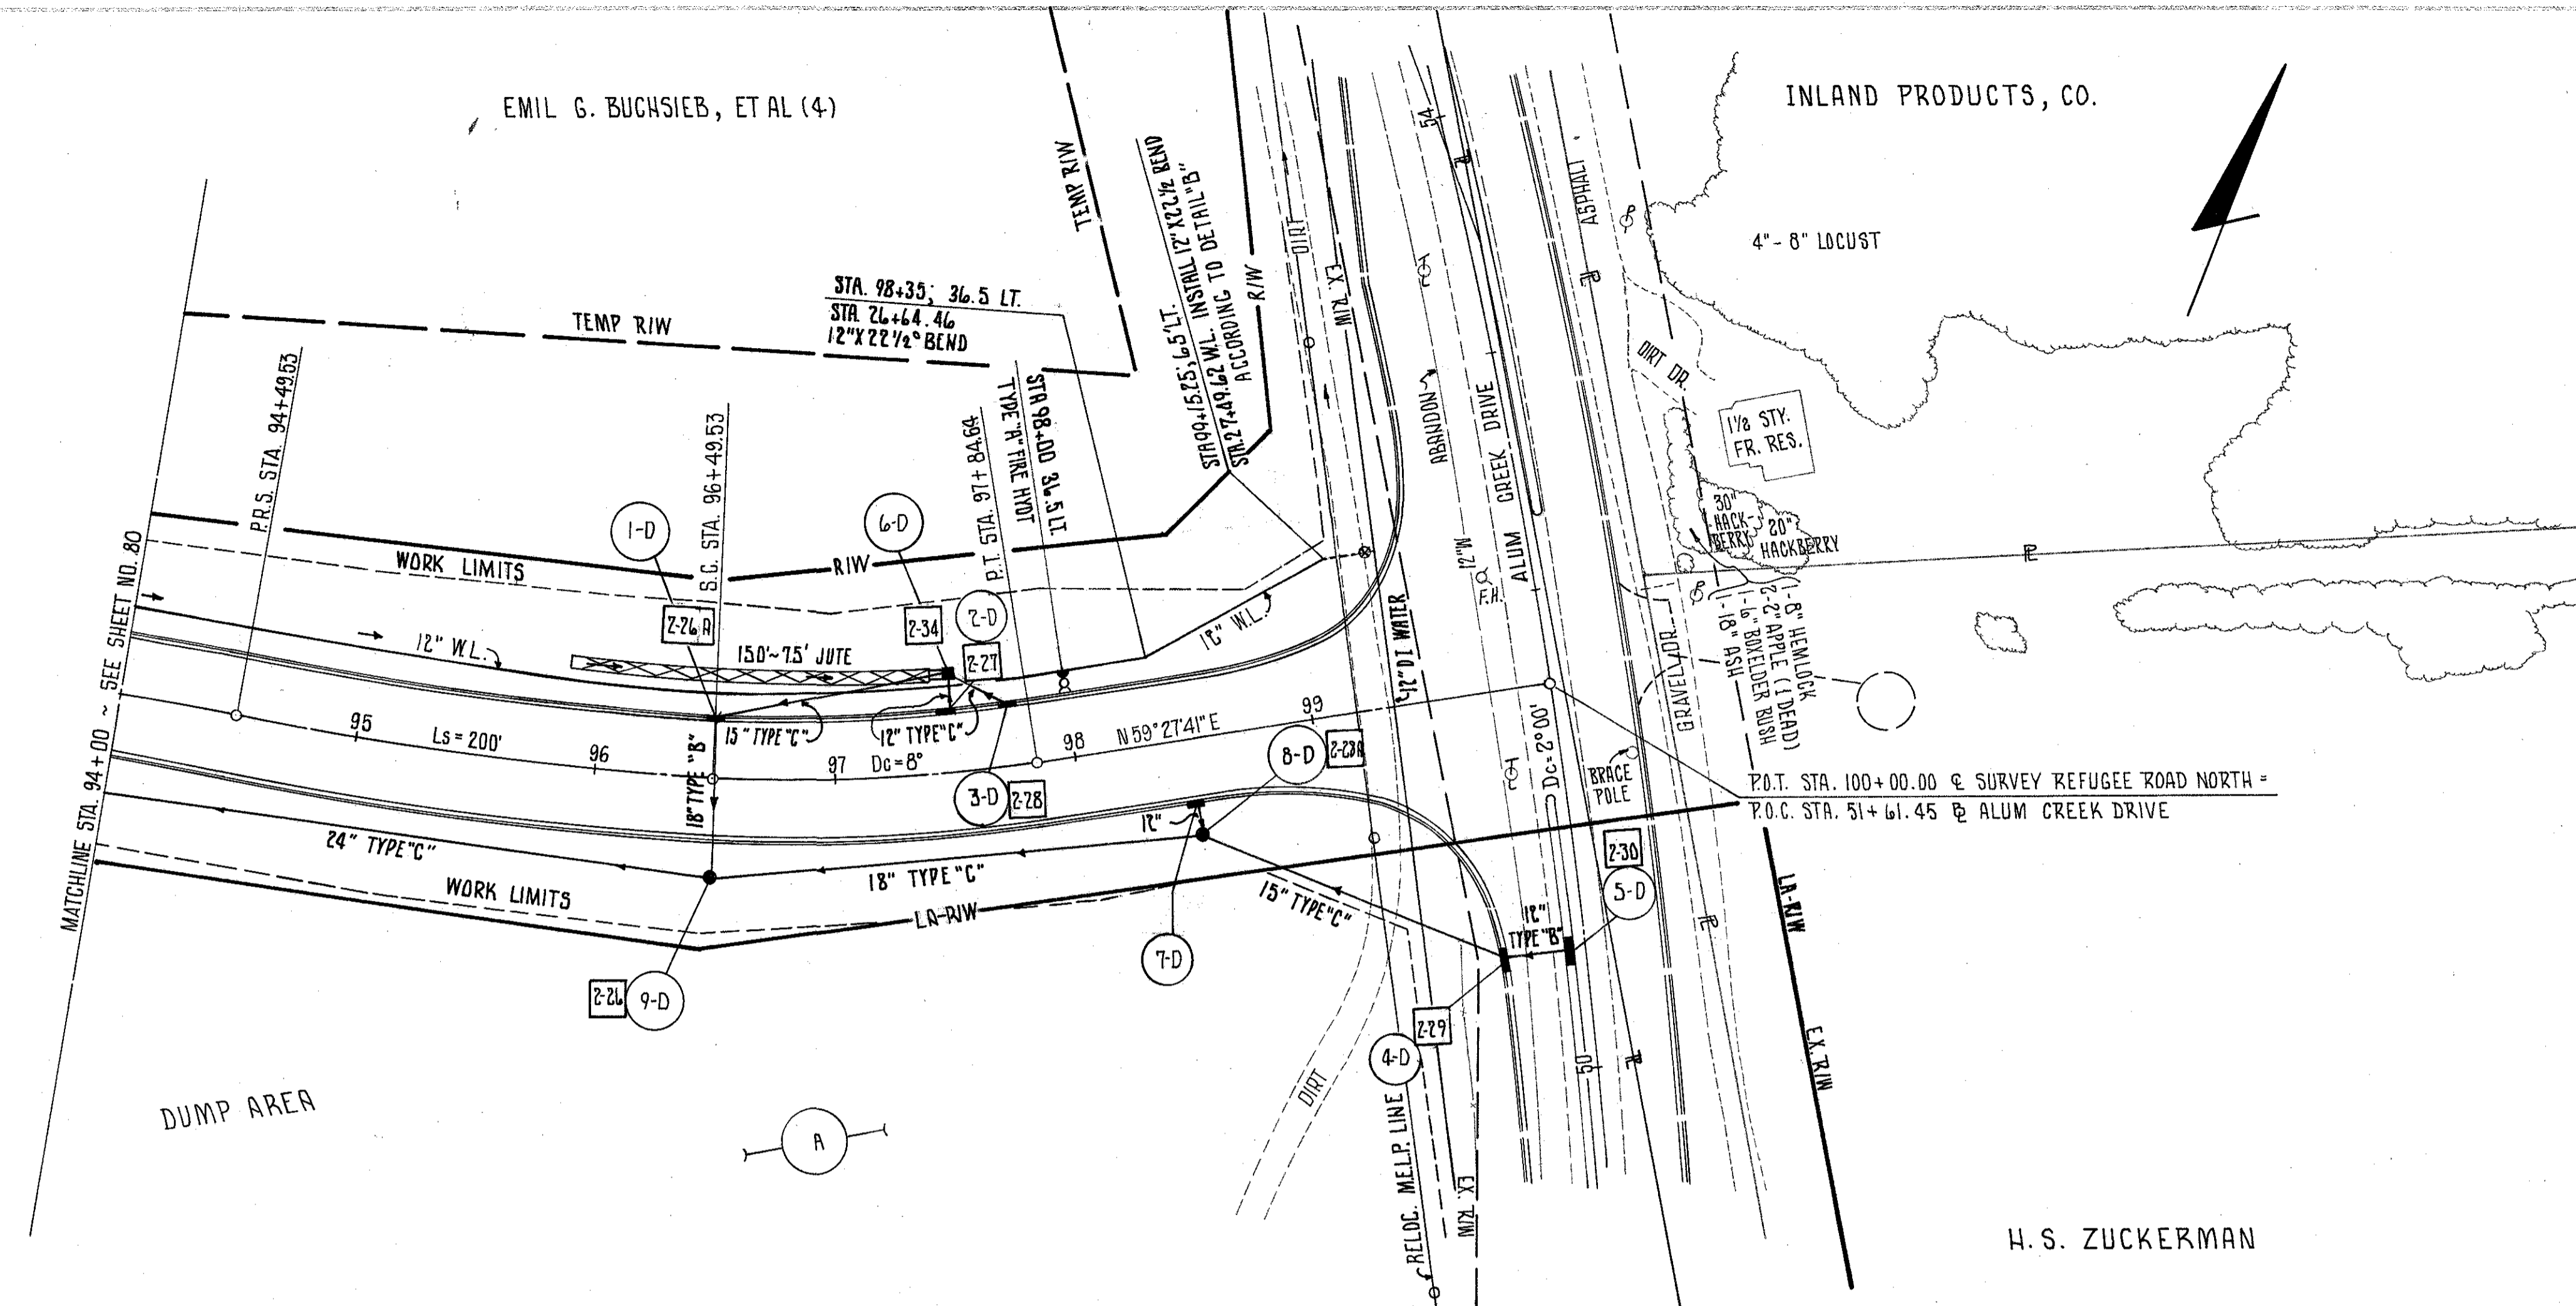 EMIL G. BUCHSIEB, ET AL (4)
INLAND PRODUCTS, CO.
4"- 8" LOCUST
TEMP R/W
TEMP R/W
STA. 98+35; 36.5 LT.
STA 26+64.46
12"X22½° BEND
STA 99+15.25; 65' LT.
STA. 27+49.62 W.L. INSTALL 12"X22½ BEND
ACCORDING TO DETAIL "B"
R/W
DIRT
EX. R/W
54
ASPHALT
ABANDON
ALUM CREEK DRIVE
12" W.
F.H.
DIRT DR.
1½ STY.
FR. RES.
30"
HACK-
BERRY
20"
HACKBERRY
1-8" HEMLOCK
2-2" APPLE (1 DEAD)
1-6" BOXELDER BUSH
1-18" ASH
GRAVEL DR.
P.R.S. STA. 94+49.53
S.C. STA. 96+49.53
P.T. STA. 97+84.64
TYPE "A" FIRE HYDT
STA 98+00 36.5 LT
MATCHLINE STA. 94+00 ~ SEE SHEET NO. 80
WORK LIMITS
R/W
1-D
2-26A
6-D
2-34
2-D
2-27
12" W.L.
150'~7.5' JUTE
12" W.L.
12" DI WATER
15" TYPE "C"
12" TYPE "C"
18" TYPE "B"
95
Ls = 200'
96
97
Dc=8°
98
N 59°27'41" E
99
3-D
2-28
8-D
2-28A
Dc=2°00'
BRACE
POLE
P.O.T. STA. 100+00.00 ℄ SURVEY REFUGEE ROAD NORTH =
P.O.C. STA. 51+61.45 ℄ ALUM CREEK DRIVE
24" TYPE "C"
18" TYPE "C"
12"
WORK LIMITS
LA-R/W
15" TYPE "C"
12"
TYPE "B"
2-30
5-D
LA-R/W
EX. R/W
7-D
2-26
9-D
2-29
4-D
50
DIRT
RELOC. M.E.L.P. LINE
EX. R/W
DUMP AREA
A
H.S. ZUCKERMAN